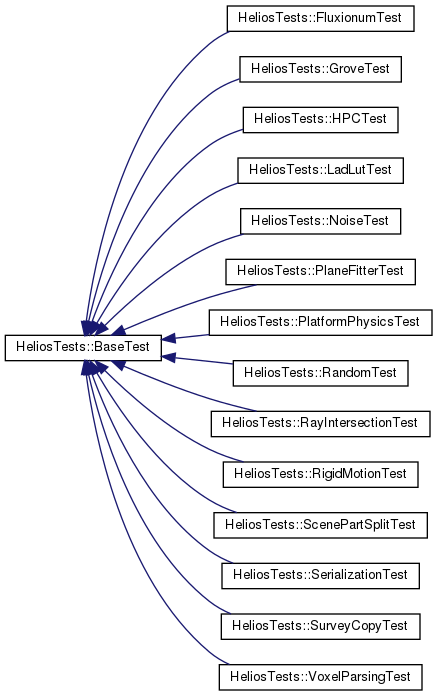 HeliosTests::FluxionumTest
HeliosTests::GroveTest
HeliosTests::HPCTest
HeliosTests::LadLutTest
HeliosTests::NoiseTest
HeliosTests::PlaneFitterTest
HeliosTests::PlatformPhysicsTest
HeliosTests::BaseTest
HeliosTests::RandomTest
HeliosTests::RayIntersectionTest
HeliosTests::RigidMotionTest
HeliosTests::ScenePartSplitTest
HeliosTests::SerializationTest
HeliosTests::SurveyCopyTest
HeliosTests::VoxelParsingTest